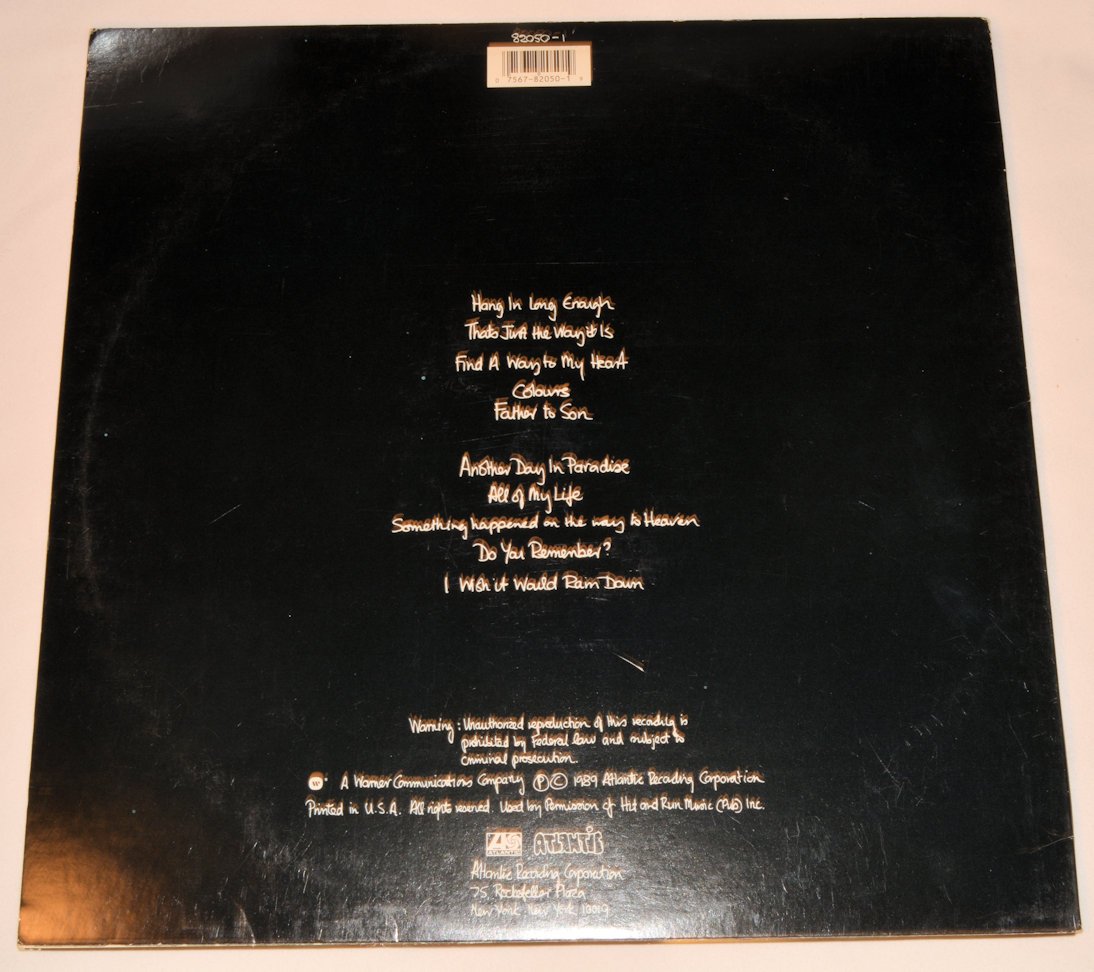 82050-1
0 7567-82050-1 9
Hang In Long Enough
Thats Just the Way it Is
Find A Way to My Heart
Colours
Father to Son
Another Day In Paradise
All of My Life
Something happened on the way to Heaven
Do You Remember?
I Wish it Would Rain Down
Warning : Unauthorized reproduction of this recording is
prohibited by Federal law and subject to
criminal prosecution.
W ® A Warner Communications Company ℗ © 1989 Atlantic Recording Corporation
Printed in U.S.A. All rights reserved. Used by Permission of Hit and Run Music (Pub) Inc.
ATLANTIC ATLANTIC
Atlantic Recording Corporation
75 Rockefeller Plaza
New York New York 10019